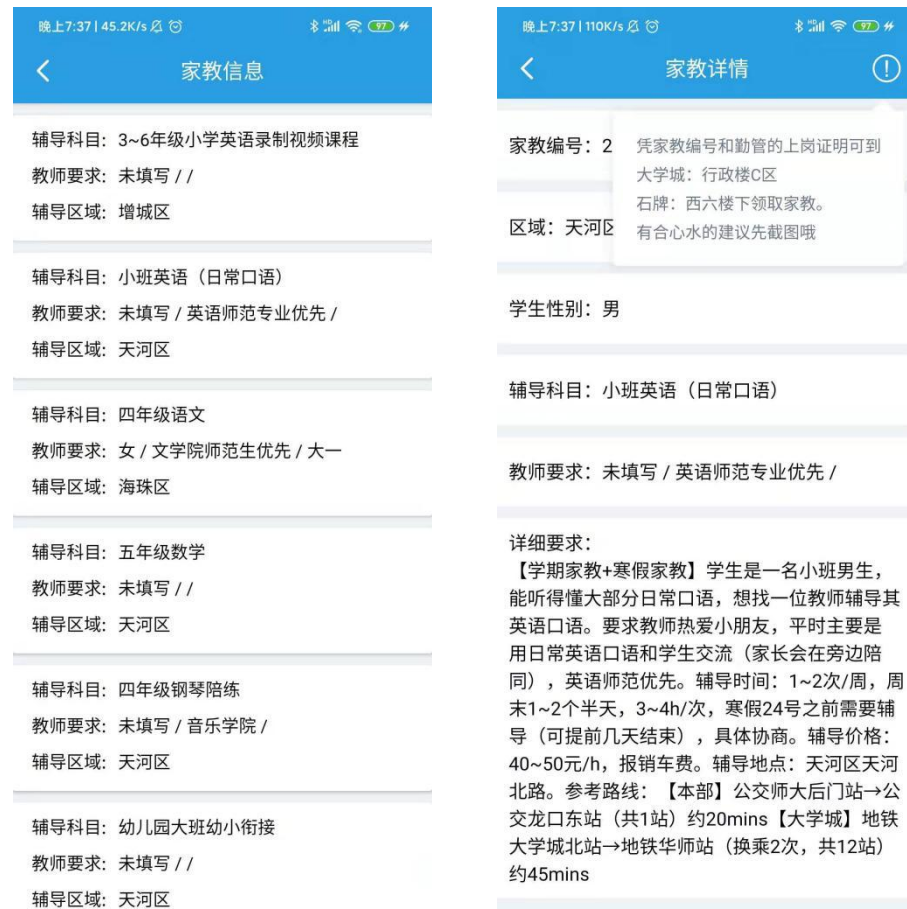 晚上7:37 | 45.2K/s
97
家教信息
辅导科目: 3~6年级小学英语录制视频课程
教师要求: 未填写 / /
辅导区域: 增城区
辅导科目: 小班英语（日常口语）
教师要求: 未填写 / 英语师范专业优先 /
辅导区域: 天河区
辅导科目: 四年级语文
教师要求: 女 / 文学院师范生优先 / 大一
辅导区域: 海珠区
辅导科目: 五年级数学
教师要求: 未填写 / /
辅导区域: 天河区
辅导科目: 四年级钢琴陪练
教师要求: 未填写 / 音乐学院 /
辅导区域: 天河区
辅导科目: 幼儿园大班幼小衔接
教师要求: 未填写 / /
辅导区域: 天河区
晚上7:37 | 110K/s
97
家教详情
家教编号: 2
凭家教编号和勤管的上岗证明可到
大学城：行政楼C区
石牌：西六楼下领取家教。
有合心水的建议先截图哦
区域: 天河区
学生性别: 男
辅导科目: 小班英语（日常口语）
教师要求: 未填写 / 英语师范专业优先 /
详细要求:
【学期家教+寒假家教】学生是一名小班男生，
能听得懂大部分日常口语，想找一位教师辅导其
英语口语。要求教师热爱小朋友，平时主要是
用日常英语口语和学生交流（家长会在旁边陪
同），英语师范优先。辅导时间：1~2次/周，周
末1~2个半天，3~4h/次，寒假24号之前需要辅
导（可提前几天结束），具体协商。辅导价格：
40~50元/h，报销车费。辅导地点：天河区天河
北路。参考路线：【本部】公交师大后门站→公
交龙口东站（共1站）约20mins【大学城】地铁
大学城北站→地铁华师站（换乘2次，共12站）
约45mins